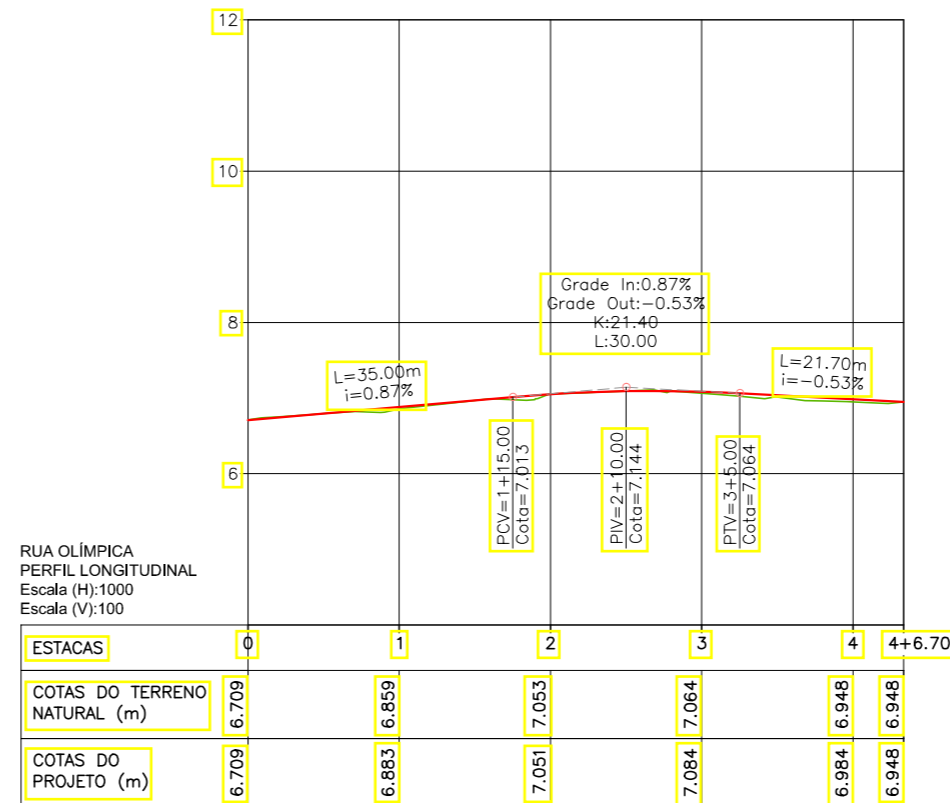 12
10
8
6
Grade In:0.87%
Grade Out:-0.53%
K:21.40
L:30.00
L=35.00m
i=0.87%
L=21.70m
i=-0.53%
PCV=1+15.00
Cota=7.013
PIV=2+10.00
Cota=7.144
PTV=3+5.00
Cota=7.064
RUA OLÍMPICA
PERFIL LONGITUDINAL
Escala (H):1000
Escala (V):100
ESTACAS 0 1 2 3 4 4+6.70
COTAS DO TERRENO
NATURAL (m) 6.709 6.859 7.053 7.064 6.948 6.948
COTAS DO
PROJETO (m) 6.709 6.883 7.051 7.084 6.984 6.948